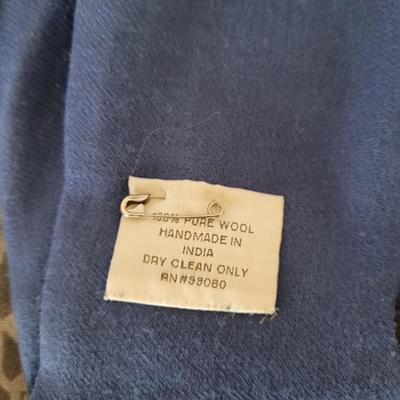 100% PURE WOOL
HANDMADE IN
INDIA
DRY CLEAN ONLY
RN#99080